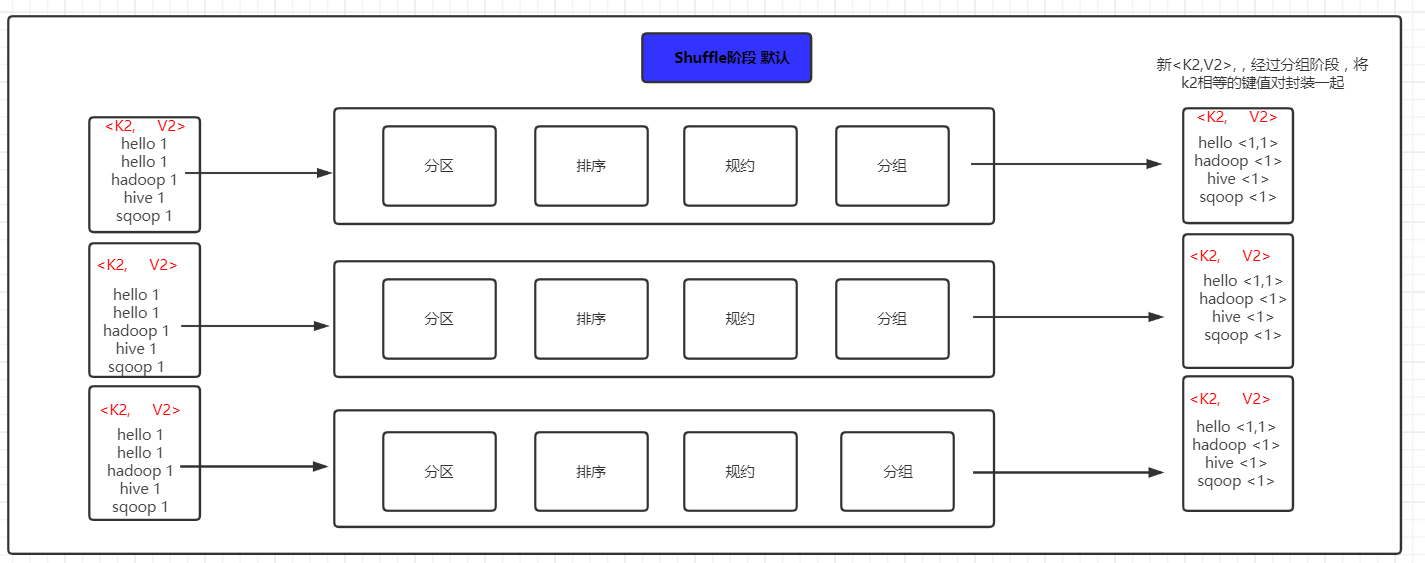 Shuffle阶段 默认
新<K2,V2>,，经过分组阶段，将
k2相等的键值对封装一起
<K2, V2>
hello 1
hello 1
hadoop 1
hive 1
sqoop 1
分区
排序
规约
分组
<K2, V2>
hello <1,1>
hadoop <1>
hive <1>
sqoop <1>
<K2, V2>
hello 1
hello 1
hadoop 1
hive 1
sqoop 1
分区
排序
规约
分组
<K2, V2>
hello <1,1>
hadoop <1>
hive <1>
sqoop <1>
<K2, V2>
hello 1
hello 1
hadoop 1
hive 1
sqoop 1
分区
排序
规约
分组
<K2, V2>
hello <1,1>
hadoop <1>
hive <1>
sqoop <1>